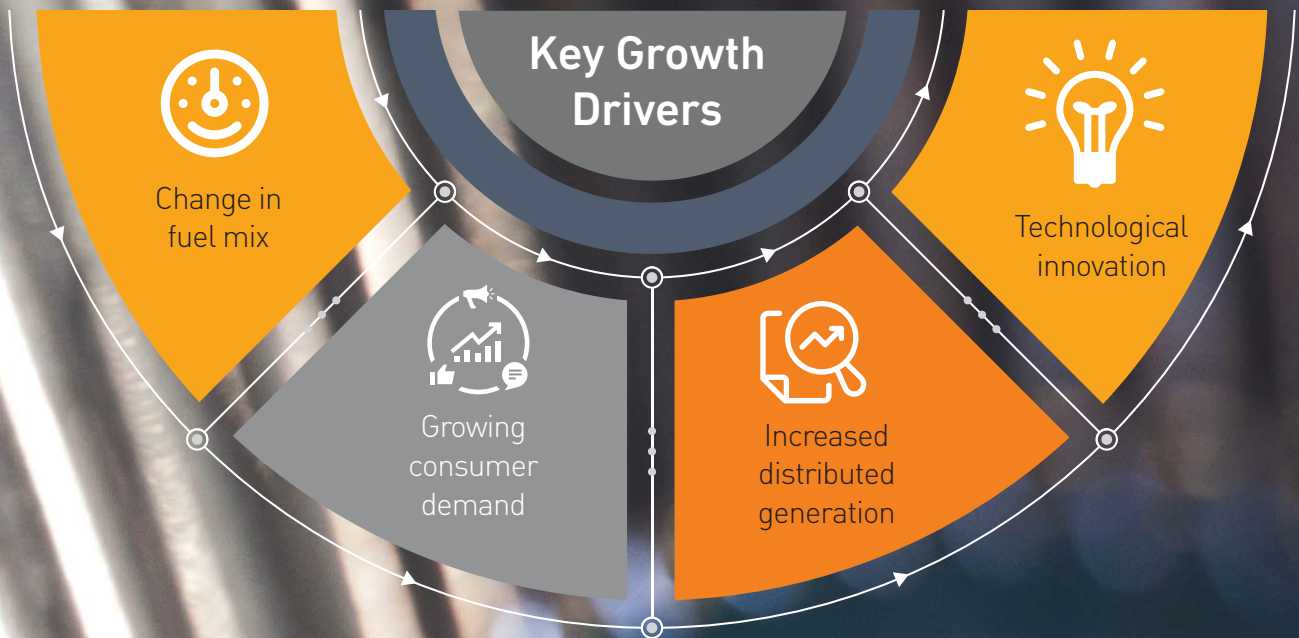 Key Growth
Drivers
Change in
fuel mix
Growing
consumer
demand
Increased
distributed
generation
Technological
innovation